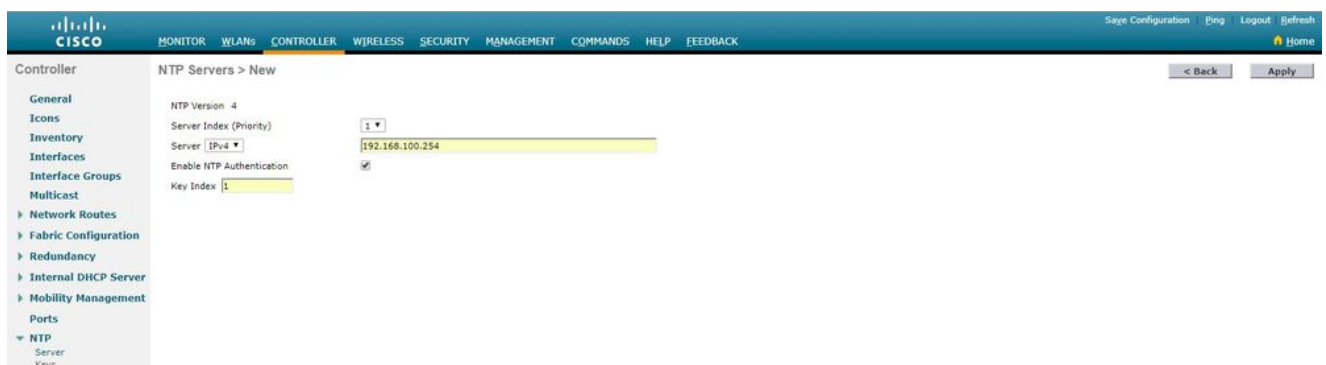 Save Configuration Ping Logout Refresh
CISCO MONITOR WLANs CONTROLLER WIRELESS SECURITY MANAGEMENT COMMANDS HELP FEEDBACK Home
Controller
General
Icons
Inventory
Interfaces
Interface Groups
Multicast
Network Routes
Fabric Configuration
Redundancy
Internal DHCP Server
Mobility Management
Ports
NTP
Server
Keys
NTP Servers > New
< Back Apply
NTP Version 4
Server Index (Priority) 1
Server IPv4 192.168.100.254
Enable NTP Authentication
Key Index 1